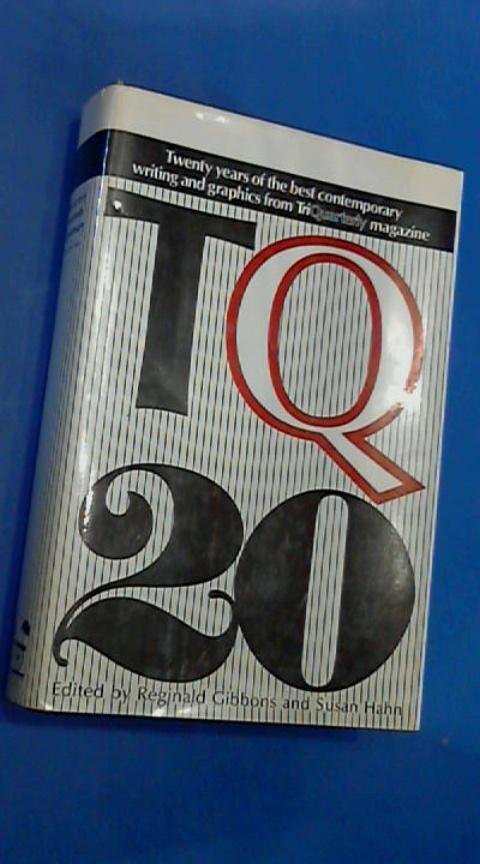 Twenty years of the best contemporary
writing and graphics from TriQuarterly magazine
TQ
20
Edited by Reginald Gibbons and Susan Hahn